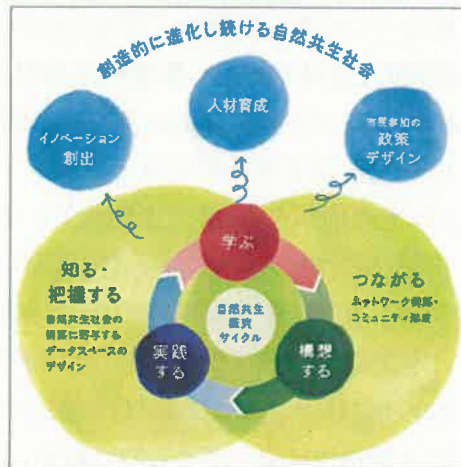 創造的に進化し続ける自然共生社会
イノベーション
創出
人材育成
市民参加の
政策
デザイン
学ぶ
知る・
把握する
自然共生社会の
構築に寄与する
データスペースの
デザイン
つながる
ネットワーク構築・
コミュニティ形成
自然共生
サイクル
実践
する
構想
する